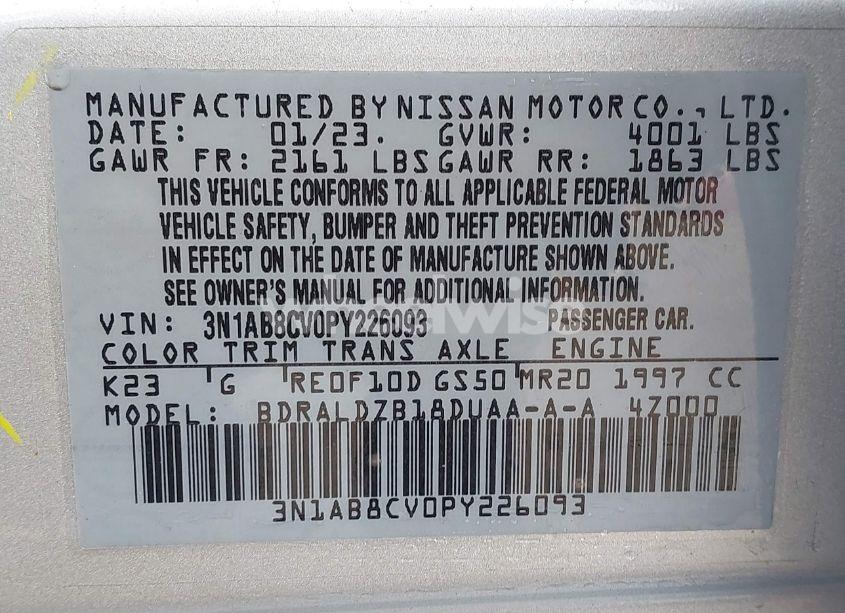 MANUFACTURED BY NISSAN MOTOR CO., LTD.
DATE: 01/23. GVWR: 4001 LBS
GAWR FR: 2161 LBS GAWR RR: 1863 LBS
THIS VEHICLE CONFORMS TO ALL APPLICABLE FEDERAL MOTOR
VEHICLE SAFETY, BUMPER AND THEFT PREVENTION STANDARDS
IN EFFECT ON THE DATE OF MANUFACTURE SHOWN ABOVE.
SEE OWNER'S MANUAL FOR ADDITIONAL INFORMATION.
VIN: 3N1AB8CV0PY226093 PASSENGER CAR.
COLOR TRIM TRANS AXLE ENGINE
K23 G RE0F10D GS50 MR20 1997 CC
MODEL: BDRALDZB18DUAA-A-A 4Z000
3N1AB8CV0PY226093